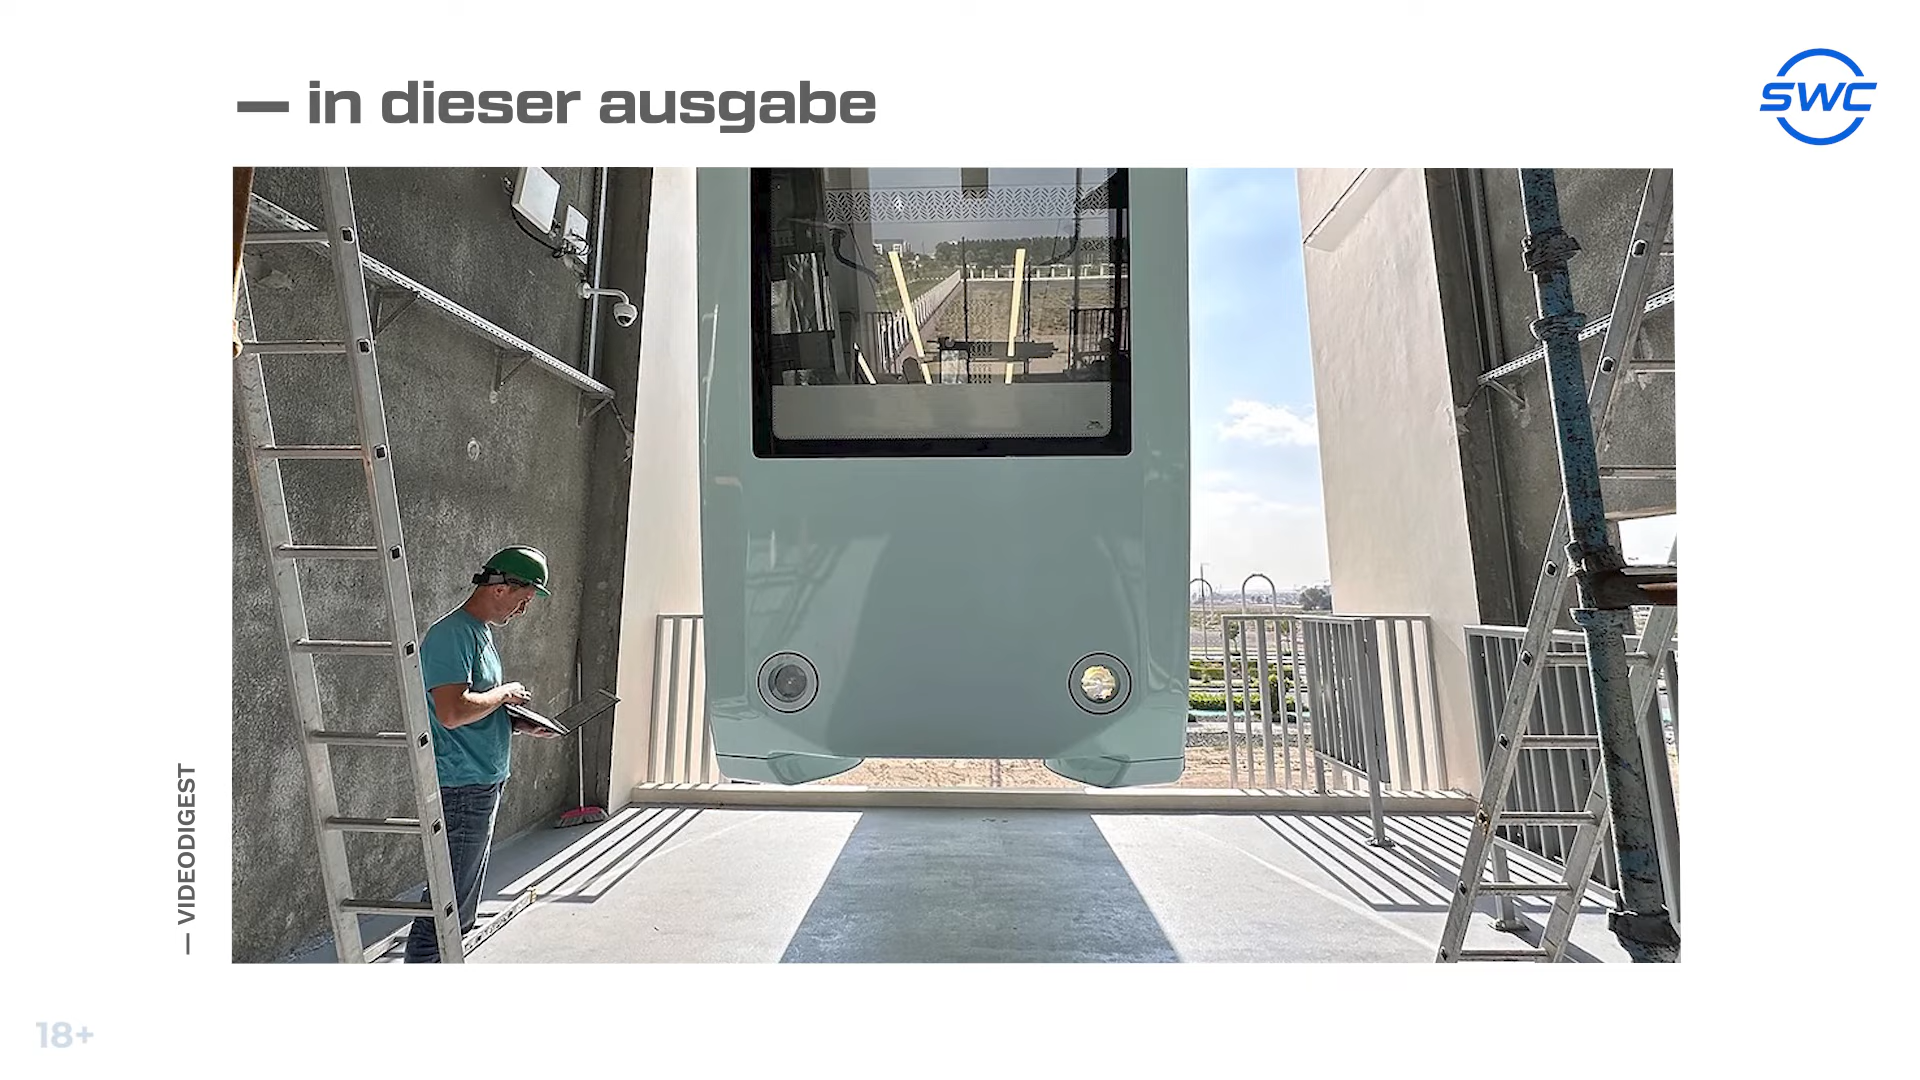 — in dieser ausgabe
SWC
— VIDEODIGEST
18+